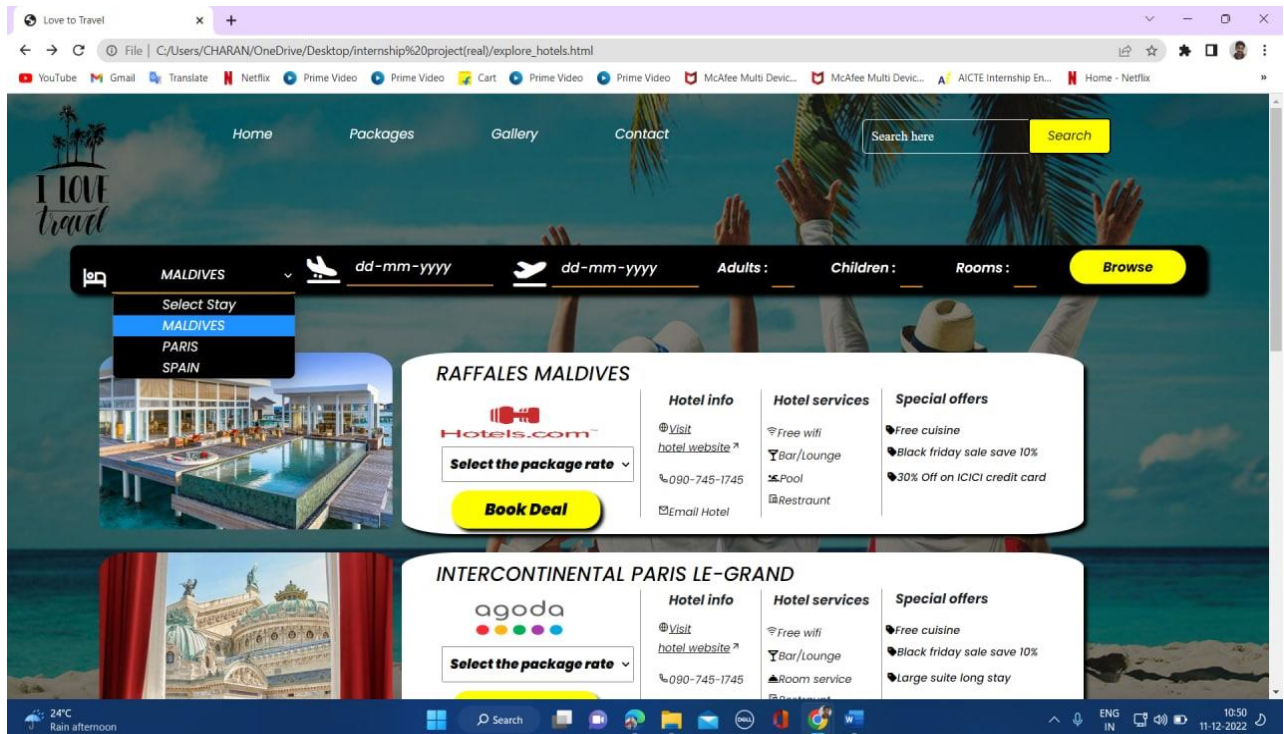 Love to Travel
File | C:/Users/CHARAN/OneDrive/Desktop/internship%20project(real)/explore_hotels.html
YouTube Gmail Translate Netflix Prime Video Prime Video Cart Prime Video Prime Video McAfee Multi Devic... McAfee Multi Devic... AICTE Internship En... Home - Netflix »
Home Packages Gallery Contact Search here Search
I LOVE
travel
MALDIVES dd-mm-yyyy dd-mm-yyyy Adults : Children : Rooms : Browse
Select Stay
MALDIVES
PARIS
SPAIN
RAFFALES MALDIVES
Hotels.com
Select the package rate
Book Deal
Hotel info
Visit
hotel website
090-745-1745
Email Hotel
Hotel services
Free wifi
Bar/Lounge
Pool
Restraunt
Special offers
Free cuisine
Black friday sale save 10%
30% Off on ICICI credit card
INTERCONTINENTAL PARIS LE-GRAND
agoda
Select the package rate
Hotel info
Visit
hotel website
090-745-1745
Hotel services
Free wifi
Bar/Lounge
Room service
Restraunt
Special offers
Free cuisine
Black friday sale save 10%
Large suite long stay
24°C
Rain afternoon
Search
DELL
ENG
IN
10:50
11-12-2022